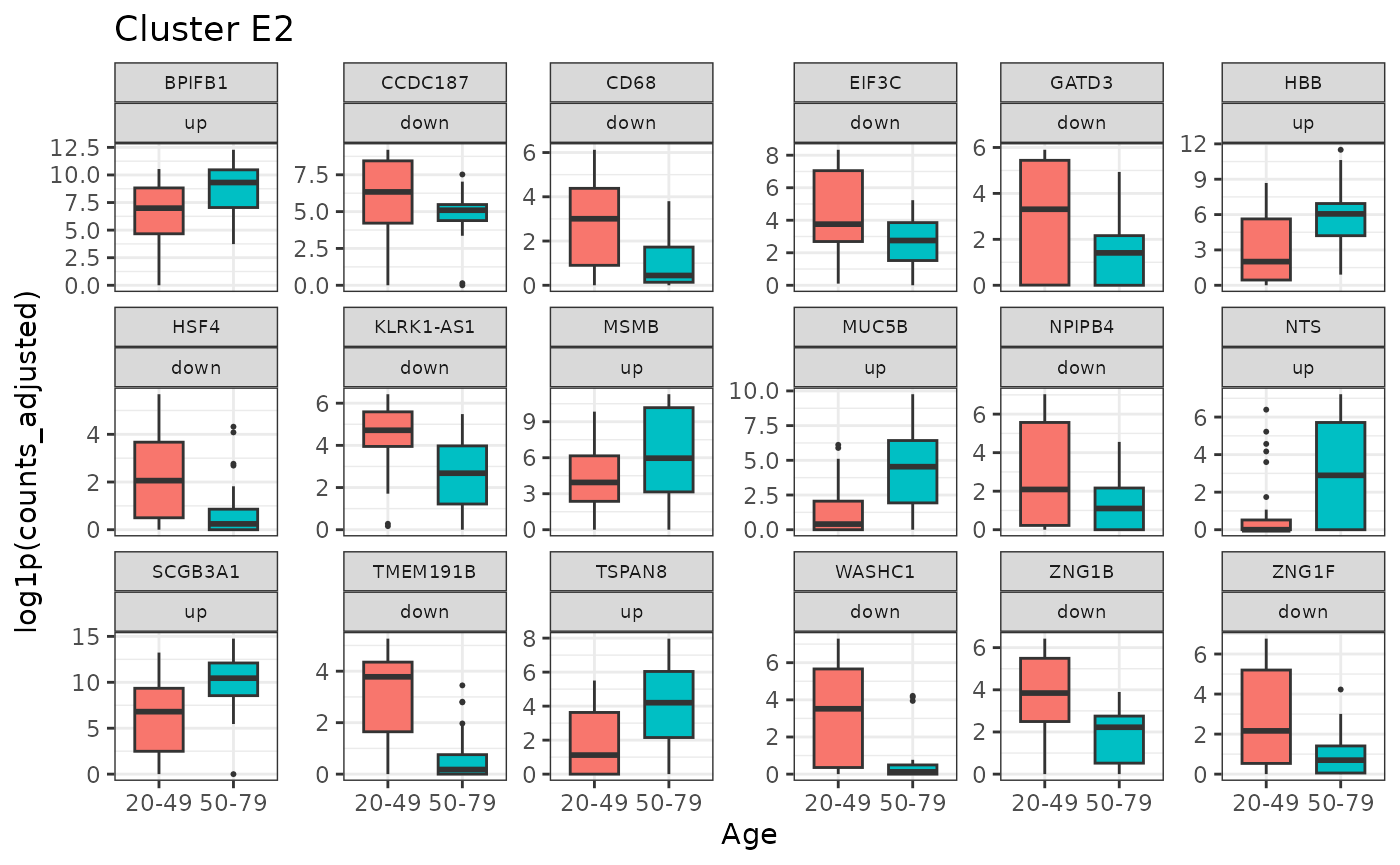 Cluster E2
BPIFB1 CCDC187 CD68 EIF3C GATD3 HBB
up down down down down up
12.5 10.0 7.5 5.0 2.5 0.0
7.5 5.0 2.5 0.0
6 4 2 0
8 6 4 2 0
6 4 2 0
12 9 6 3 0
HSF4 KLRK1-AS1 MSMB MUC5B NPIPB4 NTS
down down up up down up
4 2 0
6 4 2 0
9 6 3 0
10.0 7.5 5.0 2.5 0.0
6 4 2 0
6 4 2 0
SCGB3A1 TMEM191B TSPAN8 WASHC1 ZNG1B ZNG1F
up down up down down down
15 10 5 0
4 2 0
8 6 4 2 0
6 4 2 0
6 4 2 0
6 4 2 0
20-49 50-79 20-49 50-79 20-49 50-79 20-49 50-79 20-49 50-79 20-49 50-79
Age
log1p(counts_adjusted)